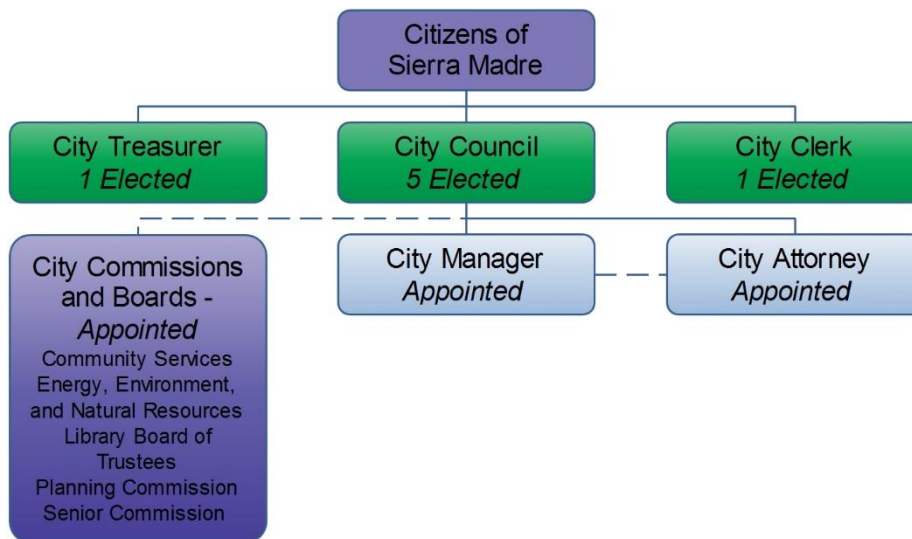 Citizens of
Sierra Madre
City Treasurer
1 Elected
City Council
5 Elected
City Clerk
1 Elected
City Commissions
and Boards -
Appointed
Community Services
Energy, Environment,
and Natural Resources
Library Board of
Trustees
Planning Commission
Senior Commission
City Manager
Appointed
City Attorney
Appointed